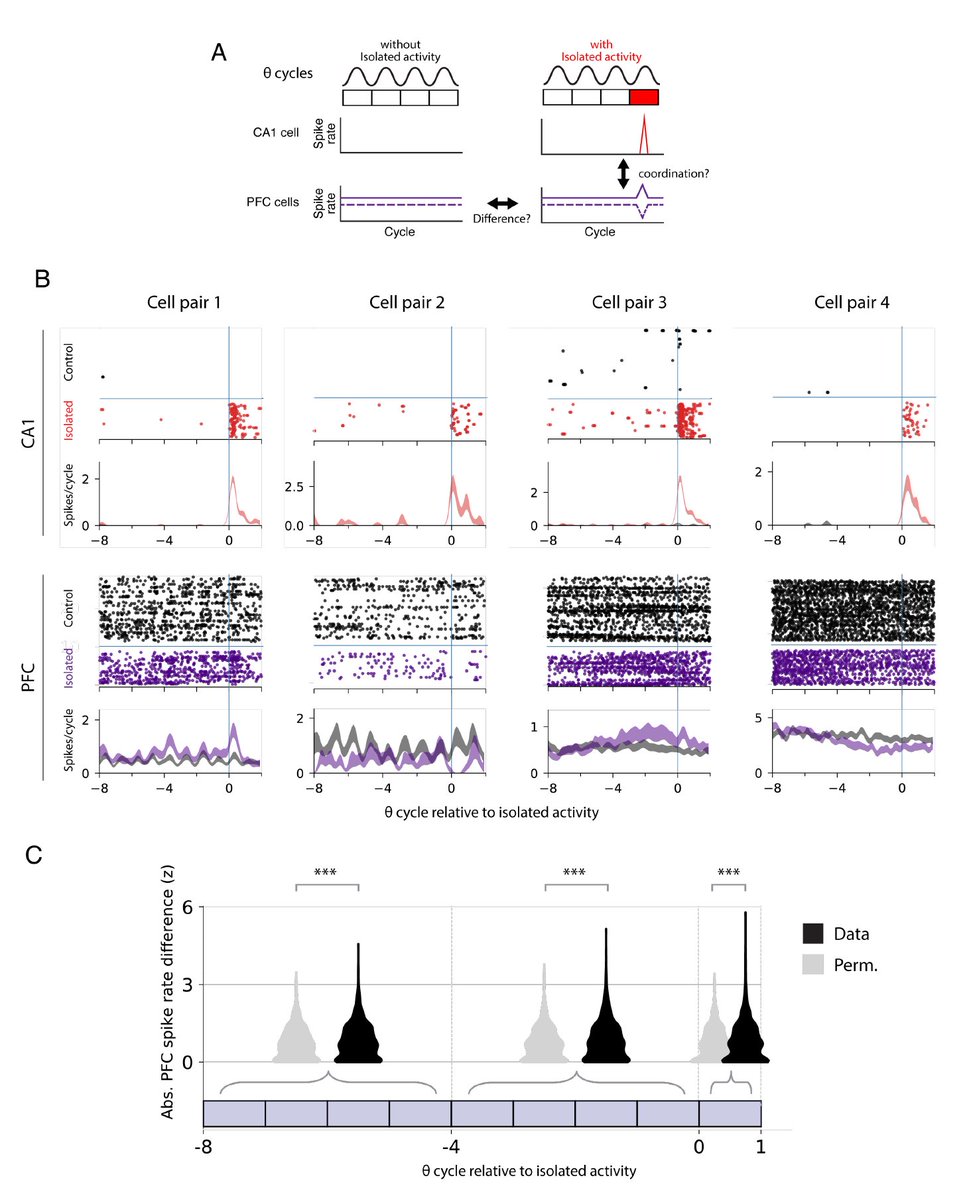 A
without
Isolated activity
with
Isolated activity
θ cycles
CA1 cell
Spike
rate
coordination?
PFC cells
Spike
rate
Difference?
Cycle
Cycle
B
Cell pair 1
Cell pair 2
Cell pair 3
Cell pair 4
CA1
Control
Isolated
Spikes/cycle
2
0
2.5
0.0
2
0
2
0
−8 −4 0
−8 −4 0
−8 −4 0
−8 −4 0
PFC
Control
Isolated
Spikes/cycle
2
0
2
0
1
0
5
0
−8 −4 0
−8 −4 0
−8 −4 0
−8 −4 0
θ cycle relative to isolated activity
C
Abs. PFC spike rate difference (z)
*** *** ***
6
3
0
Data
Perm.
-8 -4 0 1
θ cycle relative to isolated activity